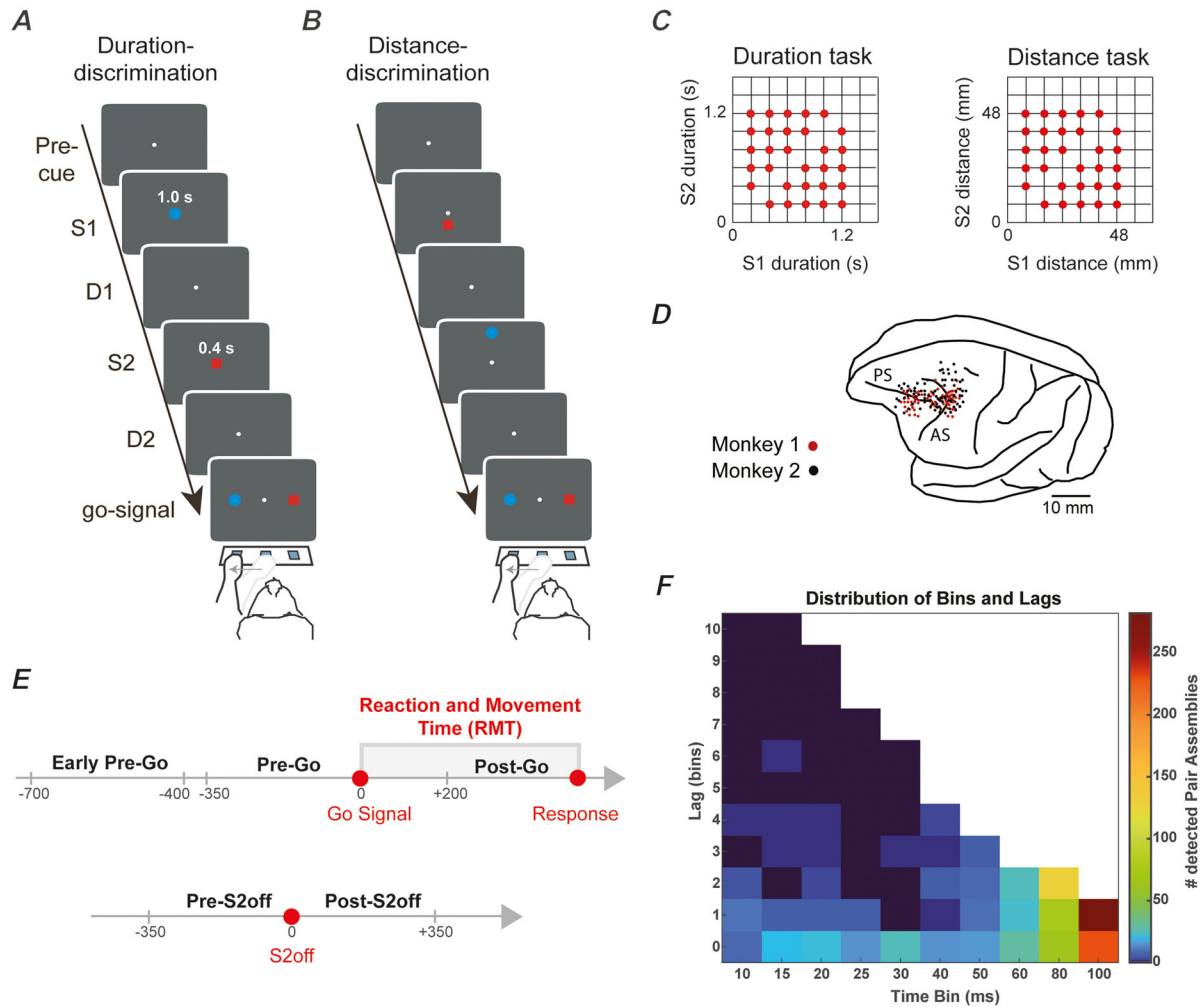 A
Duration-
discrimination
Pre-
cue
S1
1.0 s
D1
S2
0.4 s
D2
go-signal
B
Distance-
discrimination
C
Duration task
S2 duration (s)
1.2
0
0
1.2
S1 duration (s)
Distance task
S2 distance (mm)
48
0
0
48
S1 distance (mm)
D
PS
AS
Monkey 1
Monkey 2
10 mm
E
Reaction and Movement
Time (RMT)
Early Pre-Go
Pre-Go
Post-Go
-700
-400
-350
0
+200
Go Signal
Response
Pre-S2off
Post-S2off
-350
0
+350
S2off
F
Distribution of Bins and Lags
Lag (bins)
10
9
8
7
6
5
4
3
2
1
0
10
15
20
25
30
40
50
60
80
100
Time Bin (ms)
250
200
150
100
50
0
# detected Pair Assemblies